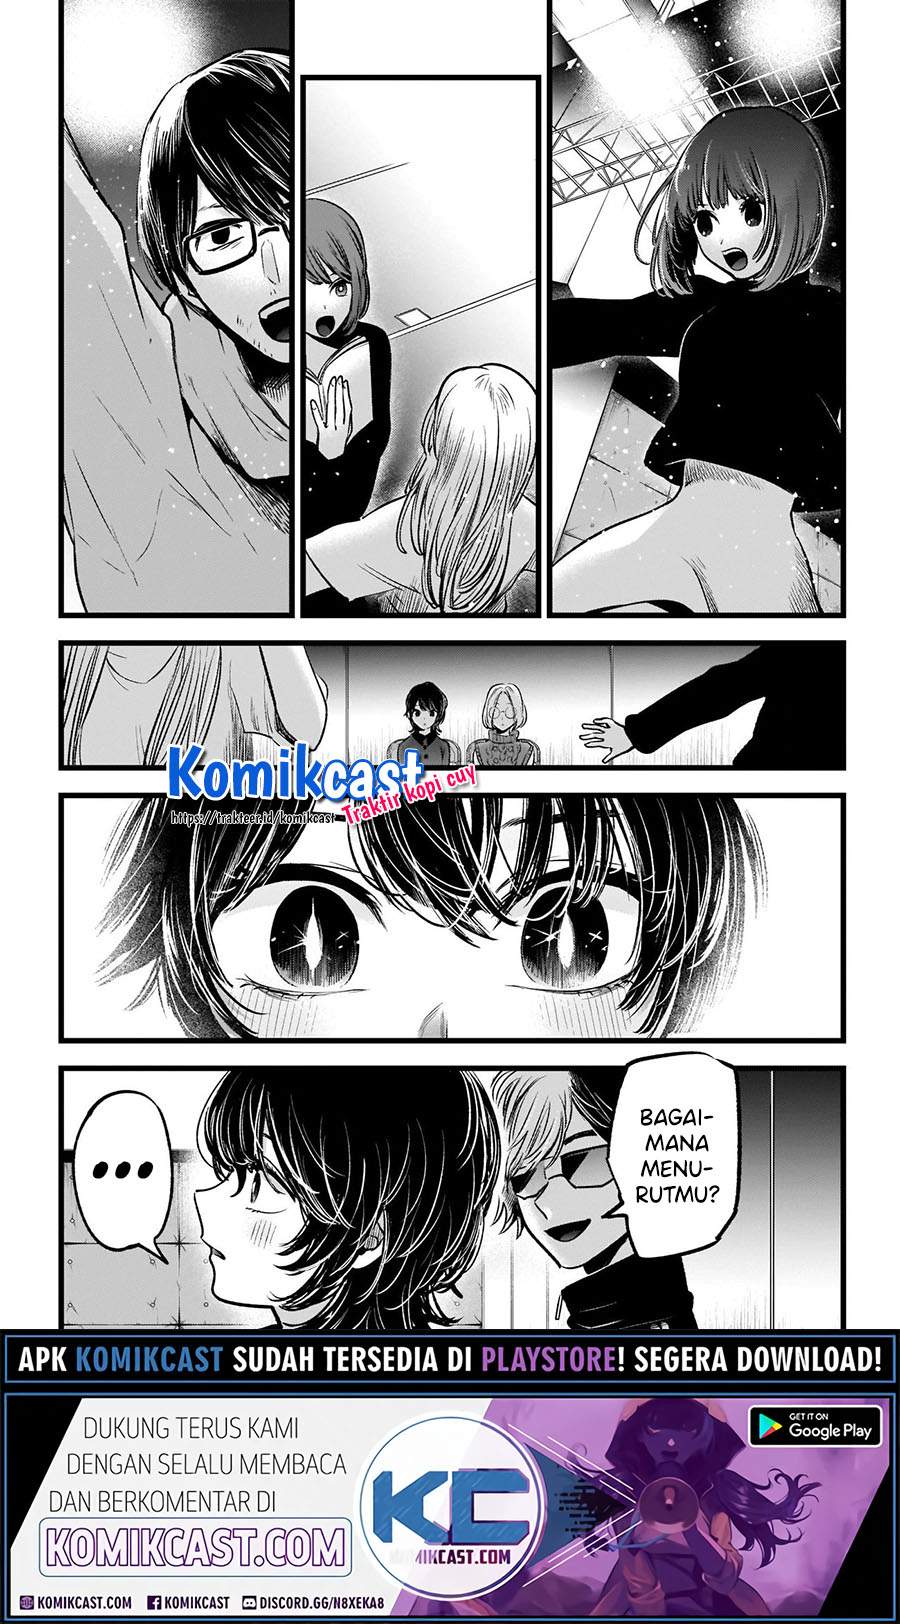 Komikcast
Traktir kopi cuy
https://trakteer.id/komikcast
BAGAI-
MANA
MENU-
RUTMU?
...
APK KOMIKCAST SUDAH TERSEDIA DI PLAYSTORE! SEGERA DOWNLOAD!
DUKUNG TERUS KAMI
DENGAN SELALU MEMBACA
DAN BERKOMENTAR DI
KOMIKCAST.COM
KOMIKCAST.COM
KOMIKCAST
DISCORD.GG/N8XEKA8
KC
KOMIKCAST.COM
GET IT ON
Google Play